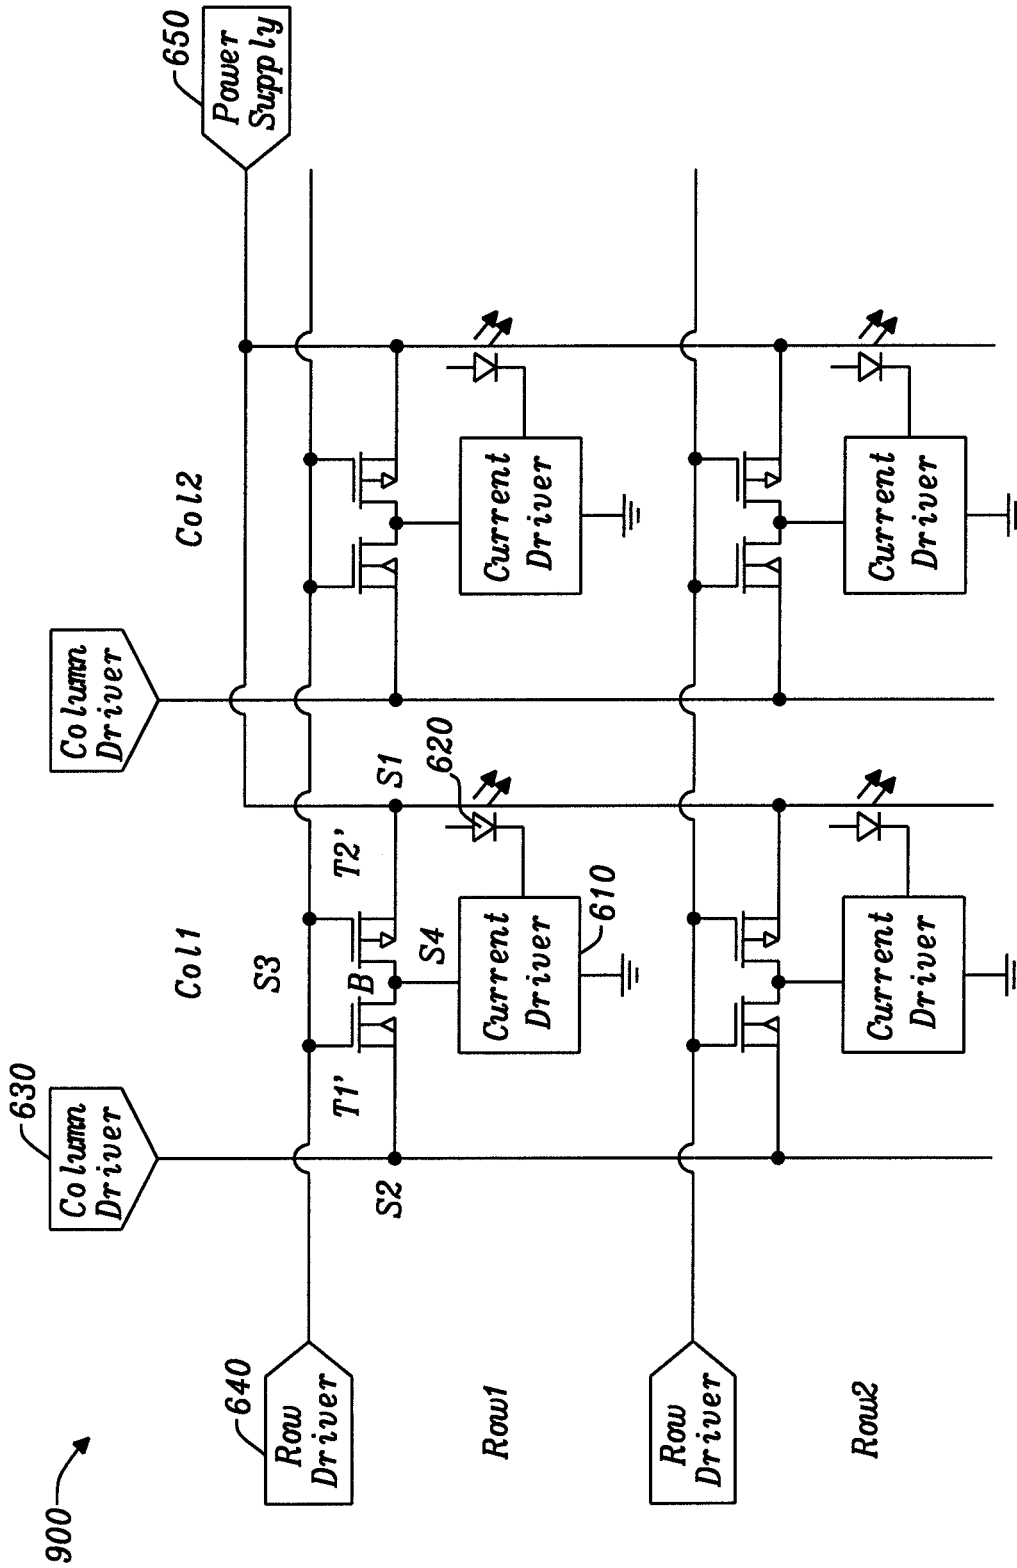 900
640
Row
Driver
Row1
Row
Driver
Row2
630
Column
Driver
S2
Col1
S3
T1'
T2'
B
S4
S1
Current
Driver
610
620
Current
Driver
Column
Driver
Col2
Current
Driver
Current
Driver
650
Power
Supply